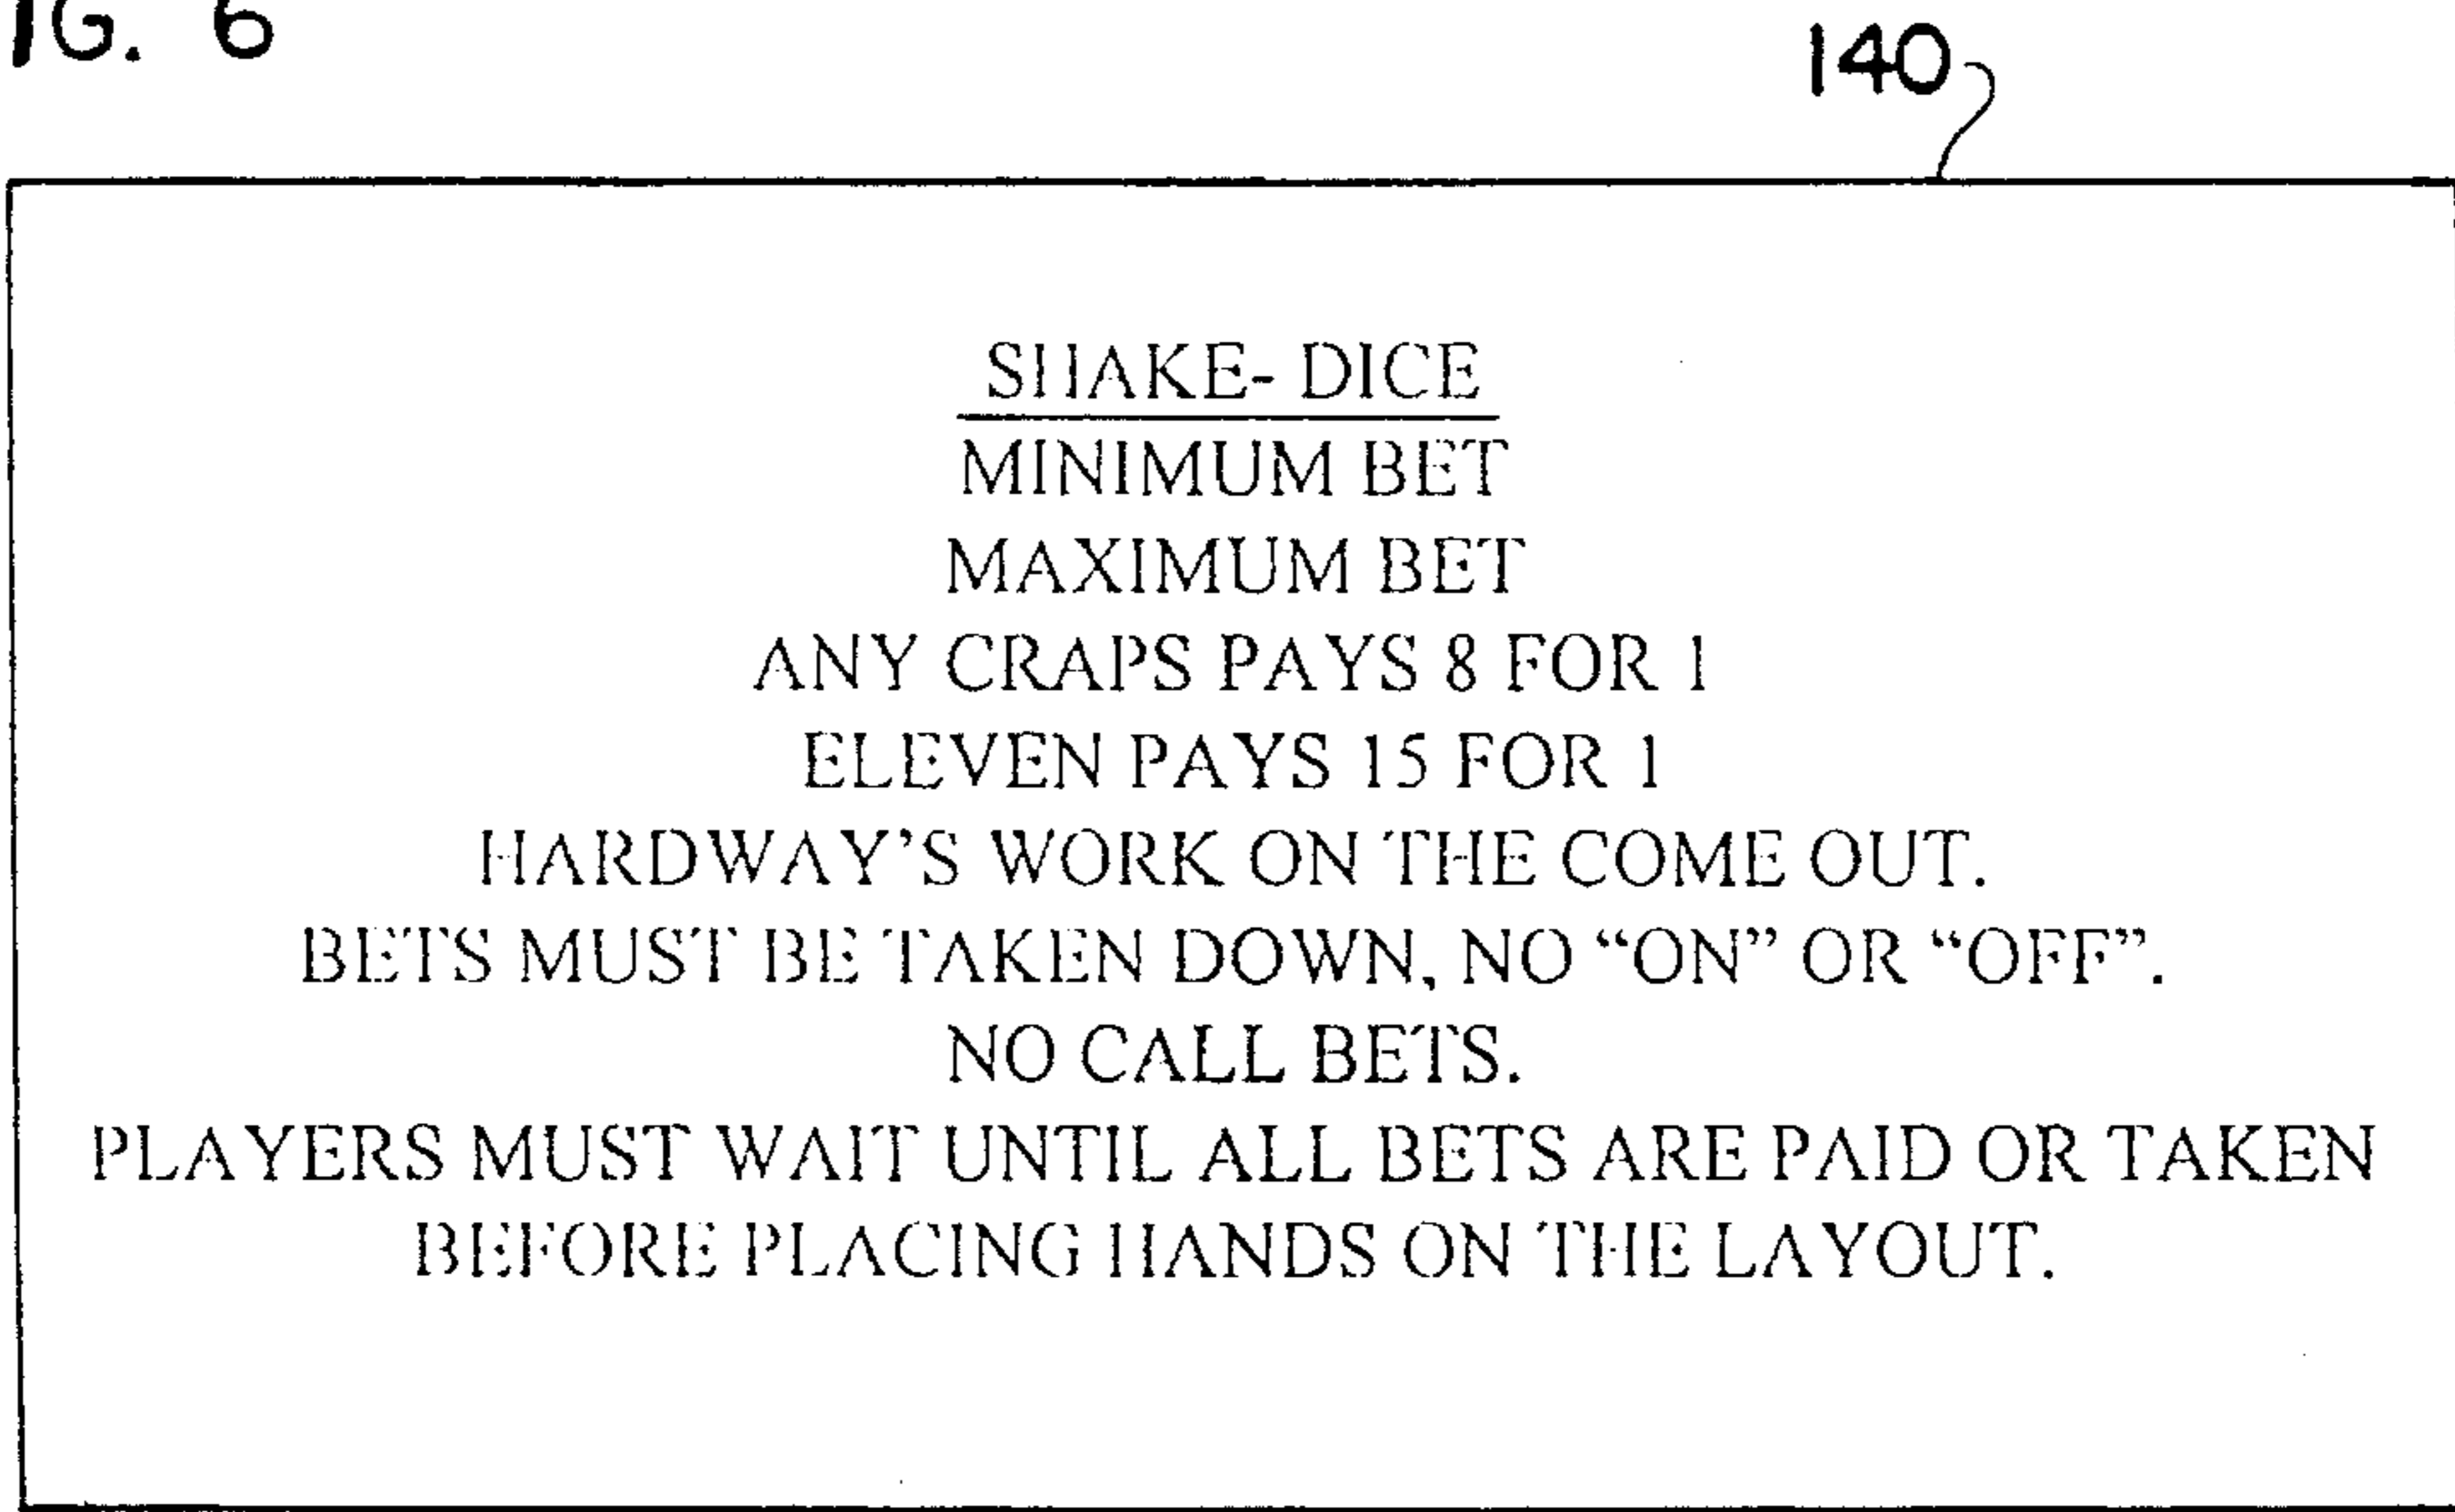 FIG. 6
140
SHAKE- DICE
MINIMUM BET
MAXIMUM BET
ANY CRAPS PAYS 8 FOR 1
ELEVEN PAYS 15 FOR 1
HARDWAY’S WORK ON THE COME OUT.
BETS MUST BE TAKEN DOWN, NO “ON” OR “OFF”.
NO CALL BETS.
PLAYERS MUST WAIT UNTIL ALL BETS ARE PAID OR TAKEN
BEFORE PLACING HANDS ON THE LAYOUT.